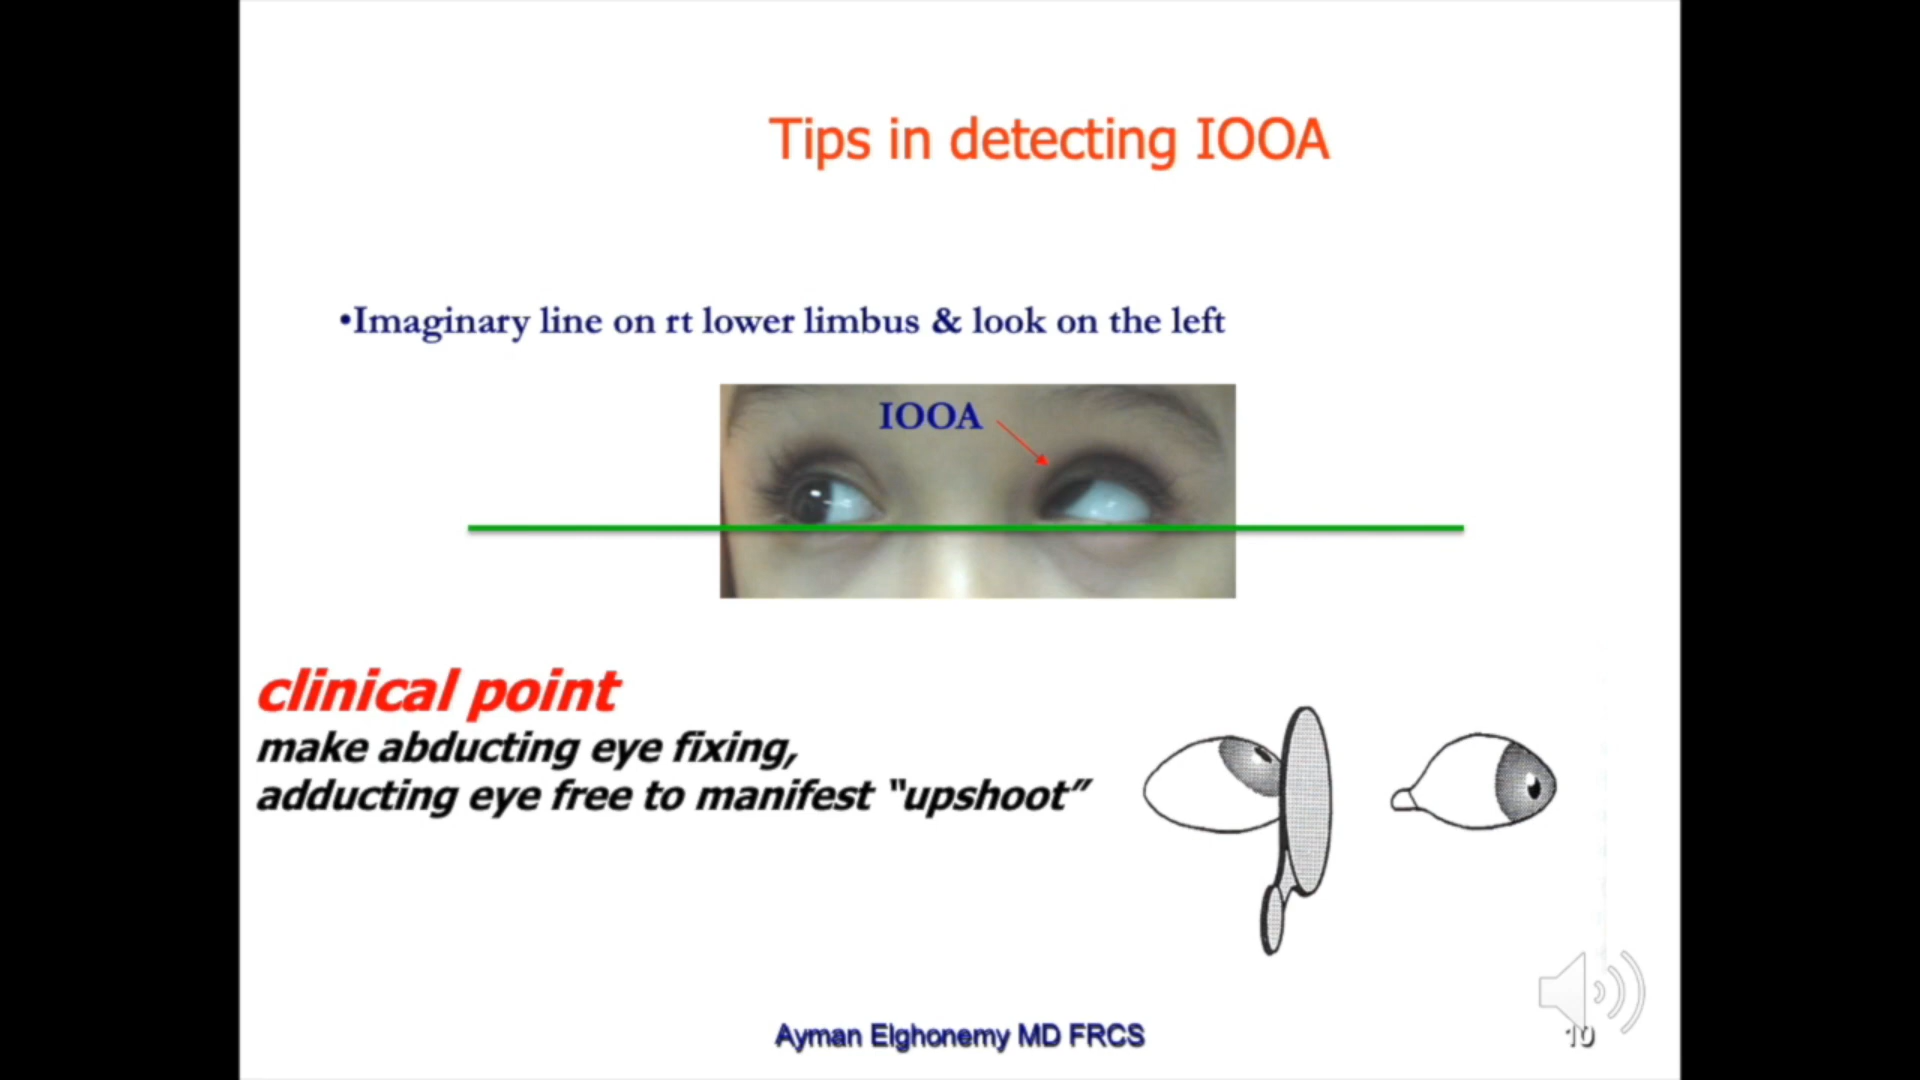 Tips in detecting IOOA
•Imaginary line on rt lower limbus & look on the left
IOOA
clinical point
make abducting eye fixing,
adducting eye free to manifest “upshoot”
Ayman Elghonemy MD FRCS
10